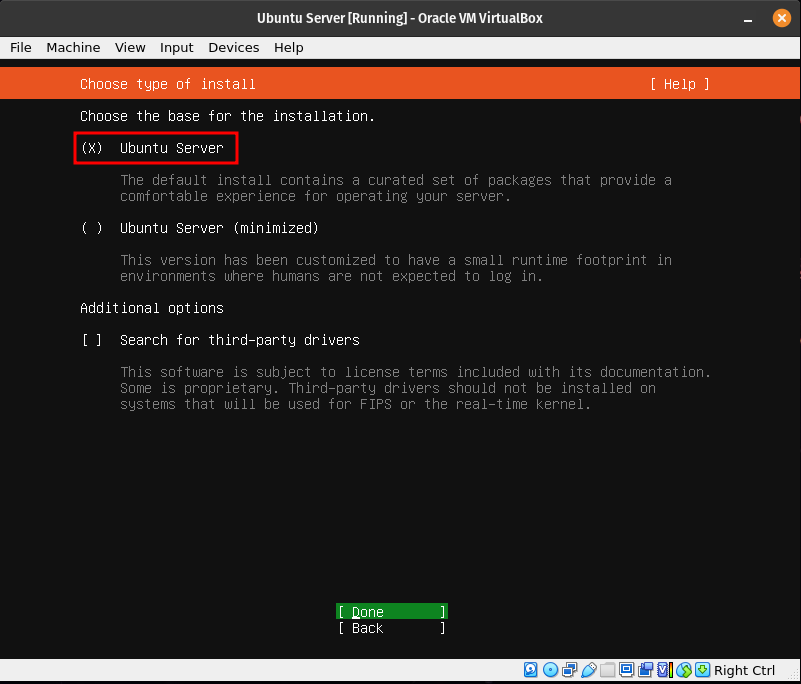 Ubuntu Server [Running] - Oracle VM VirtualBox
File Machine View Input Devices Help
Choose type of install [ Help ]
Choose the base for the installation.
(X) Ubuntu Server
The default install contains a curated set of packages that provide a
comfortable experience for operating your server.
( ) Ubuntu Server (minimized)
This version has been customized to have a small runtime footprint in
environments where humans are not expected to log in.
Additional options
[ ] Search for third-party drivers
This software is subject to license terms included with its documentation.
Some is proprietary. Third-party drivers should not be installed on
systems that will be used for FIPS or the real-time kernel.
[ Done ]
[ Back ]
Right Ctrl